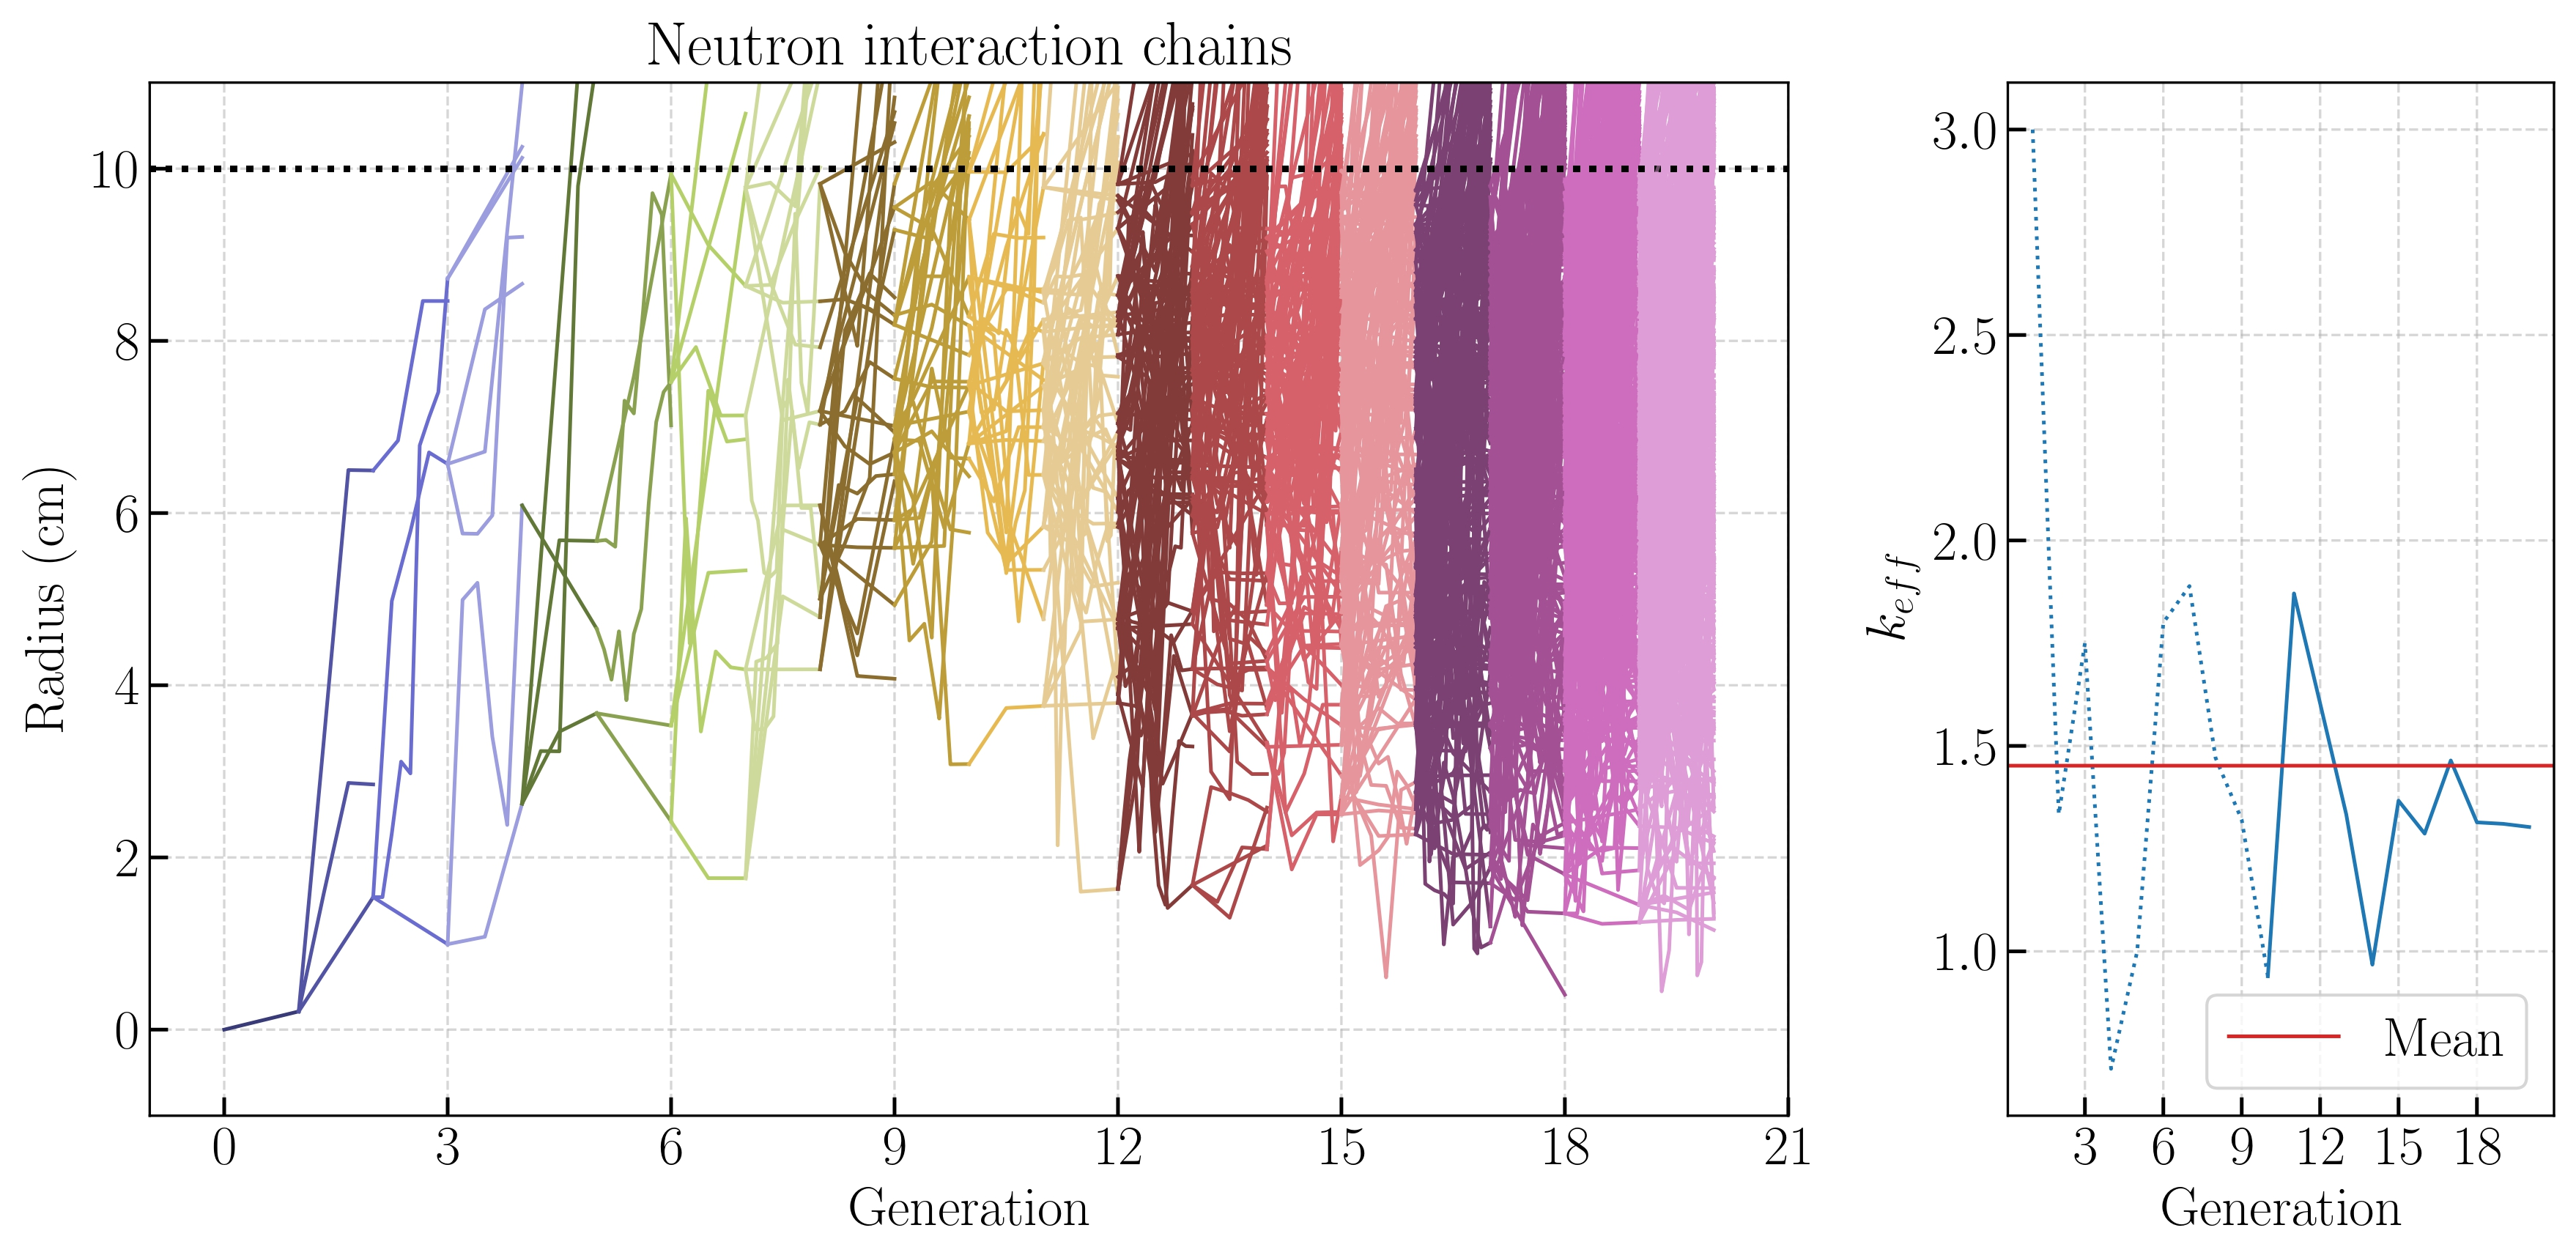 Neutron interaction chains
Radius (cm)
10
8
6
4
2
0
0 3 6 9 12 15 18 21
Generation
k_{eff}
3.0
2.5
2.0
1.5
1.0
Mean
3 6 9 12 15 18
Generation